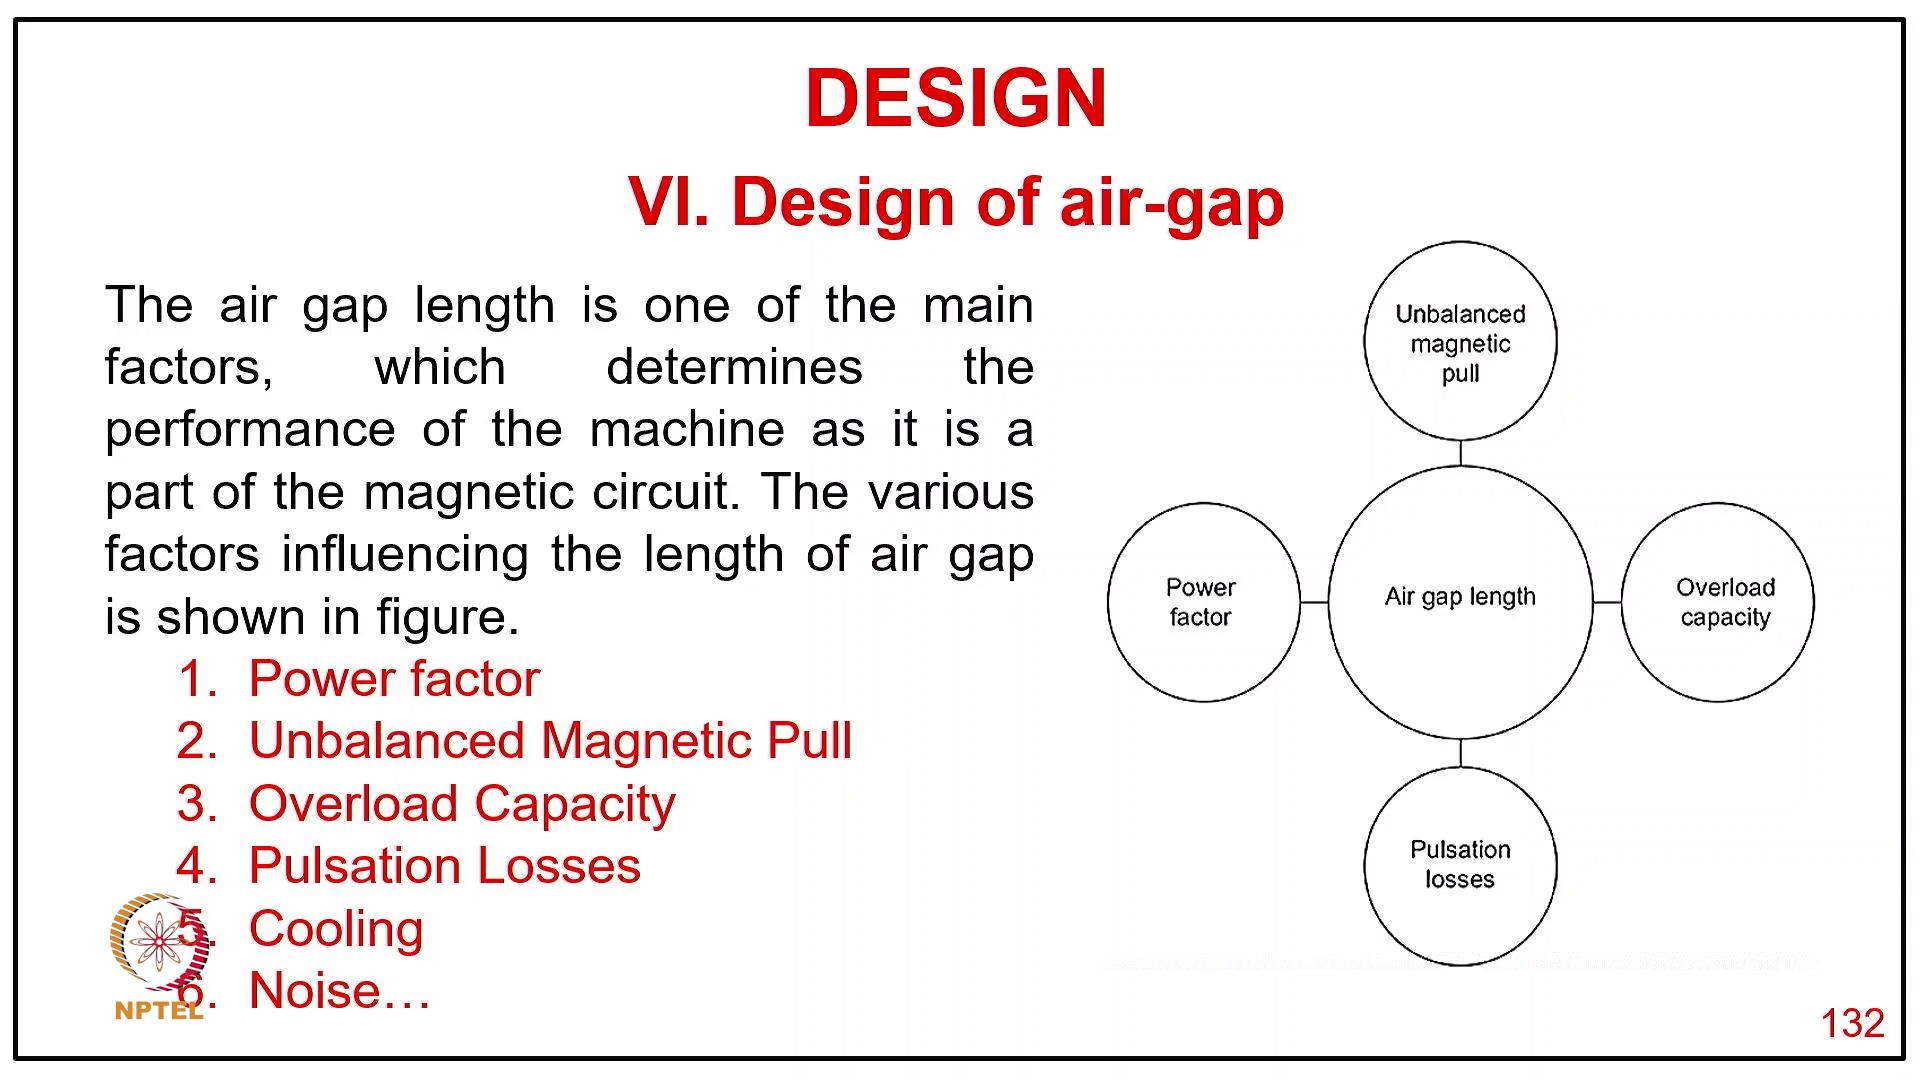 DESIGN
VI. Design of air-gap
The air gap length is one of the main
factors, which determines the
performance of the machine as it is a
part of the magnetic circuit. The various
factors influencing the length of air gap
is shown in figure.
1. Power factor
2. Unbalanced Magnetic Pull
3. Overload Capacity
4. Pulsation Losses
5. Cooling
6. Noise…
NPTEL
Unbalanced
magnetic
pull
Power
factor
Air gap length
Overload
capacity
Pulsation
losses
132